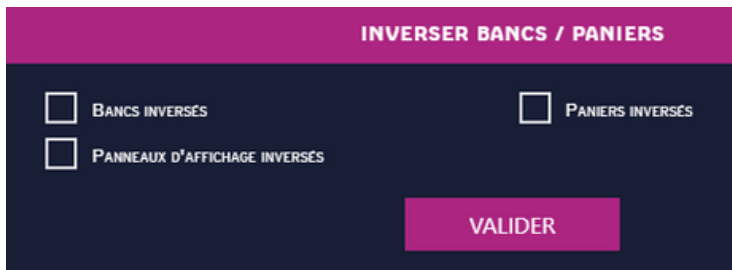 INVERSER BANCS / PANIERS
BANCS INVERSÉS
PANIERS INVERSÉS
PANNEAUX D'AFFICHAGE INVERSÉS
VALIDER